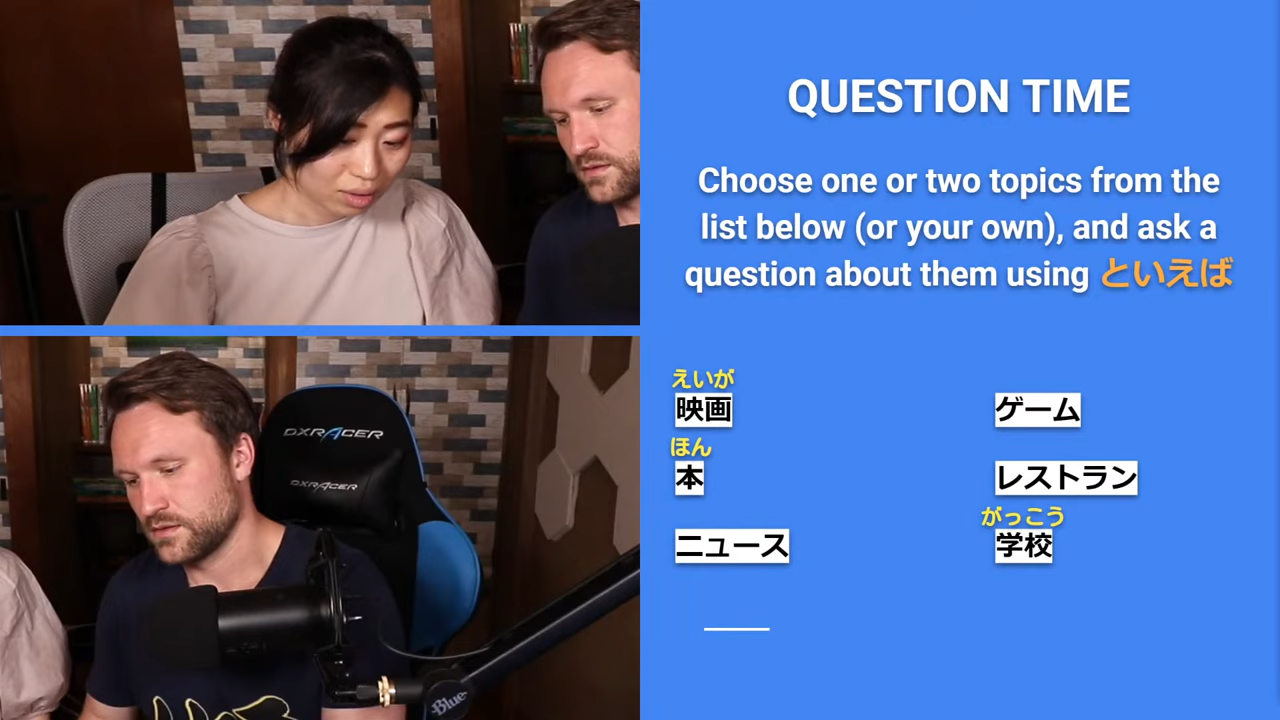 QUESTION TIME
Choose one or two topics from the
list below (or your own), and ask a
question about them using といえば
えいが
映画
ゲーム
ほん
本
レストラン
がっこう
ニュース
学校
DXRACER
DXRACER
Blue